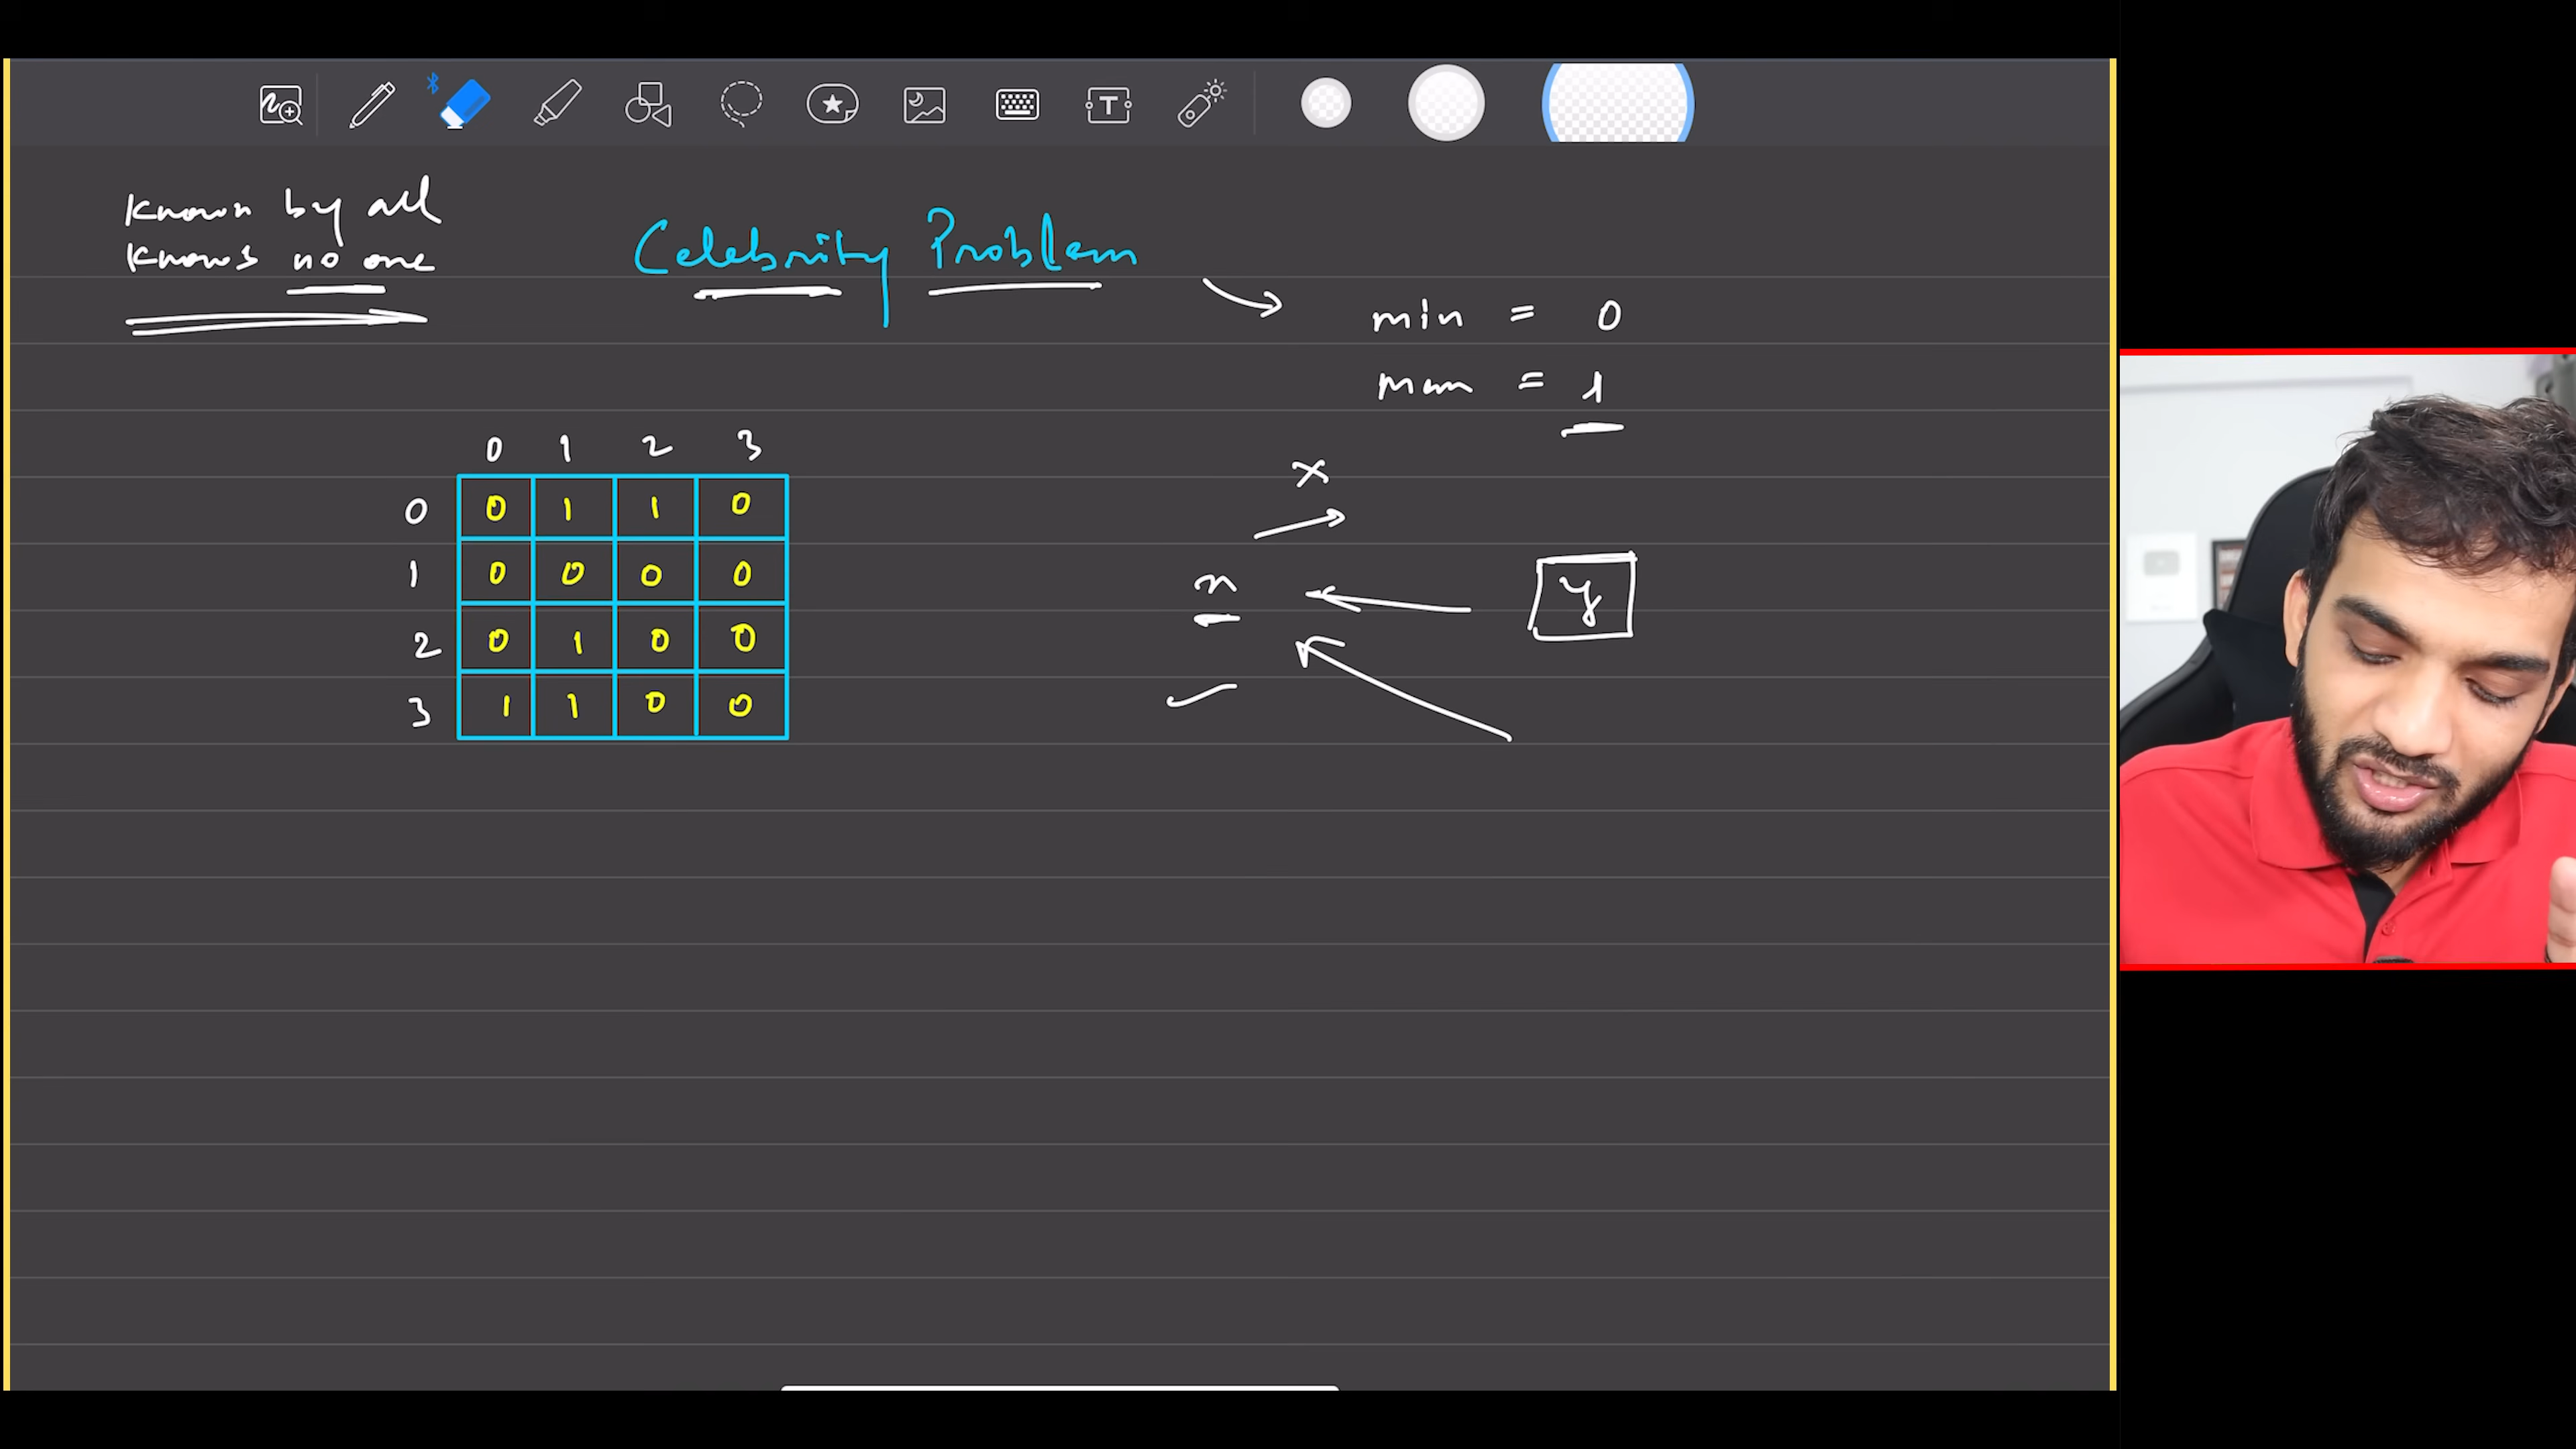 Known by all
Knows no one
Celebrity Problem
min = 0
max = 1
0 1 2 3
0 0 1 1 0
1 0 0 0 0
2 0 1 0 0
3 1 1 0 0
x
x
y
T